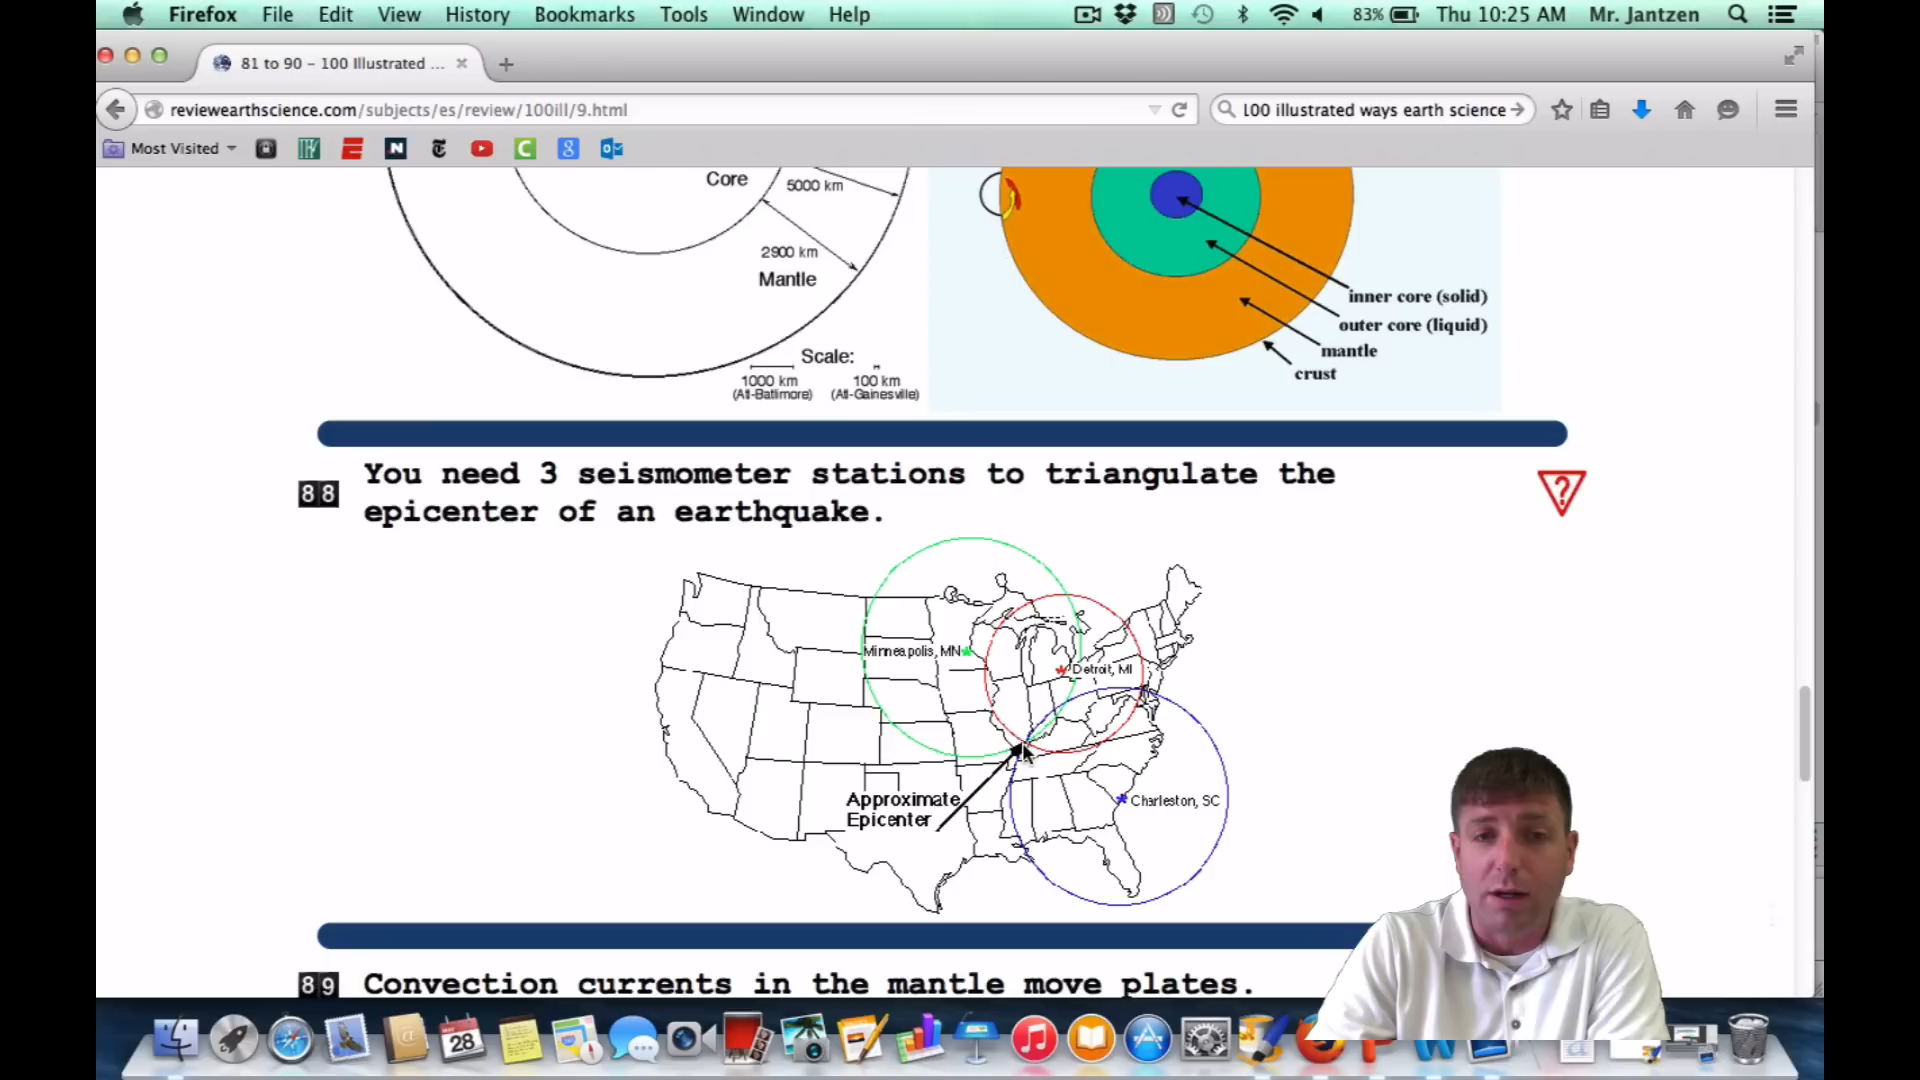 Firefox File Edit View History Bookmarks Tools Window Help 83% Thu 10:25 AM Mr. Jantzen
81 to 90 – 100 Illustrated ...
reviewearthscience.com/subjects/es/review/100ill/9.html
100 illustrated ways earth science
Most Visited
Core
5000 km
2900 km
Mantle
Scale:
1000 km
(Atl-Baltimore)
100 km
(Atl-Gainesville)
inner core (solid)
outer core (liquid)
mantle
crust
88
You need 3 seismometer stations to triangulate the
epicenter of an earthquake.
?
Minneapolis, MN
Detroit, MI
Approximate
Epicenter
Charleston, SC
89
Convection currents in the mantle move plates.
28